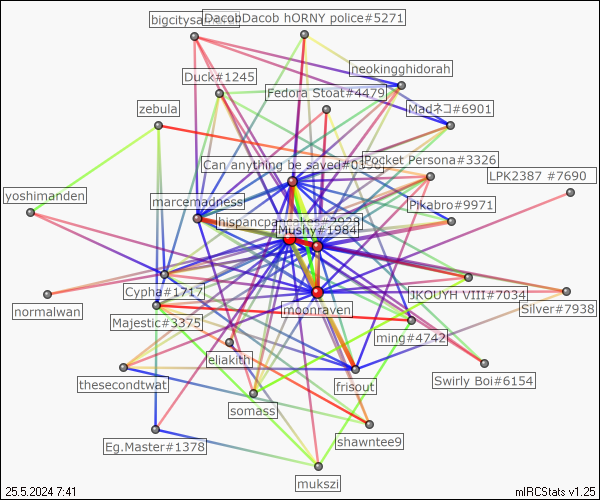 DacobDacob hORNY police#5271
neokingghidorah
Duck#1245
Fedora Stoat#4479
zebula
Madネコ#6901
Can anything be saved#0
Pocket Persona#3326
LPK2387 #7690
yoshimanden
marcemadness
Pikabro#9971
Mushy#1984
Cypha#1717
JKOUYH VIII#7034
normalwan
moonraven
Silver#7938
Majestic#3375
ming#4742
eliakith
thesecondtwat
frisout
Swirly Boi#6154
somass
Eg.Master#1378
shawntee9
mukszi
25.5.2024 7:41
mIRCStats v1.25